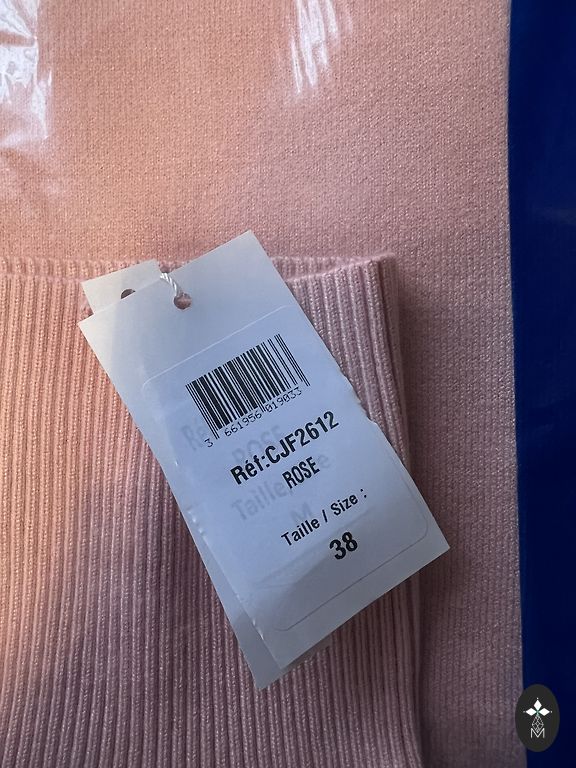 3 661956 019033
Réf:CJF2612
ROSE
Taille / Size :
38
M